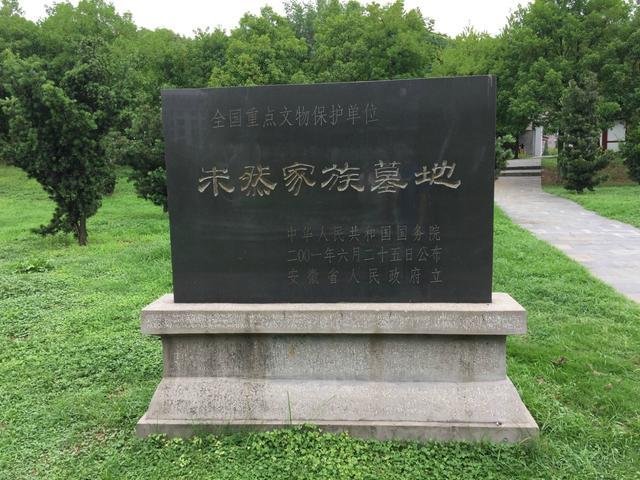 全国重点文物保护单位
朱然家族墓地
中华人民共和国国务院
二〇〇一年六月二十五日公布
安徽省人民政府立